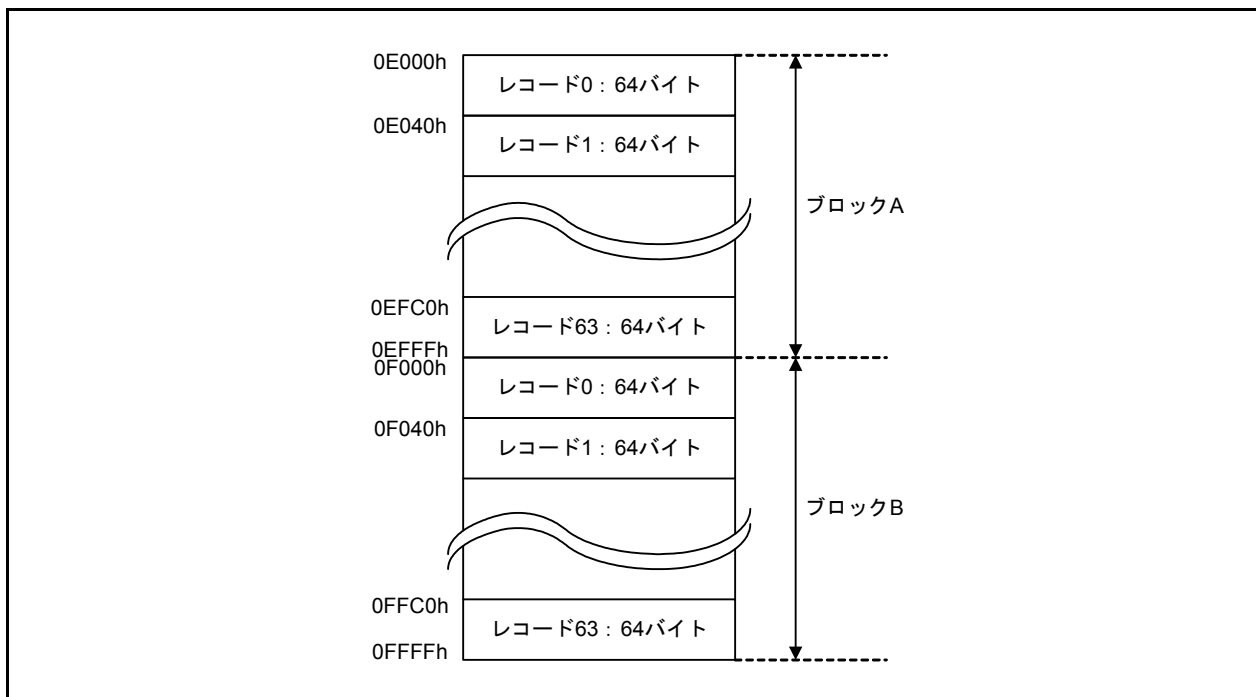 0E000h
レコード0：64バイト
0E040h
レコード1：64バイト
ブロックA
0EFC0h
レコード63：64バイト
0EFFFh
0F000h
レコード0：64バイト
0F040h
レコード1：64バイト
ブロックB
0FFC0h
レコード63：64バイト
0FFFFh